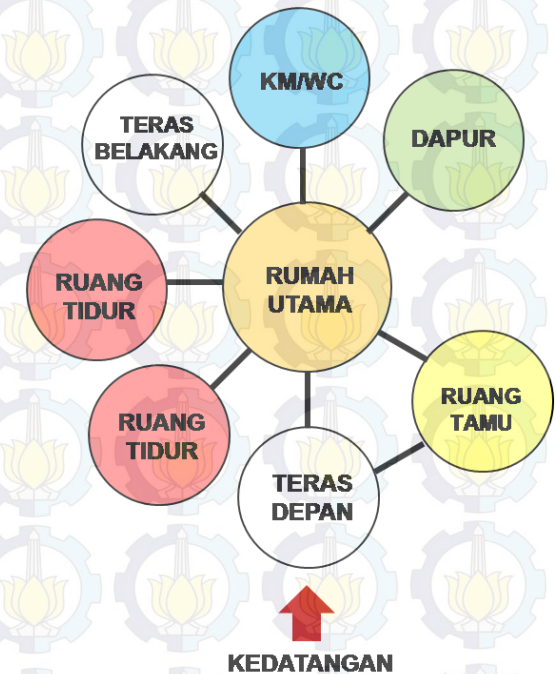 KM/WC
TERAS
BELAKANG
DAPUR
RUANG
TIDUR
RUMAH
UTAMA
RUANG
TAMU
RUANG
TIDUR
TERAS
DEPAN
KEDATANGAN